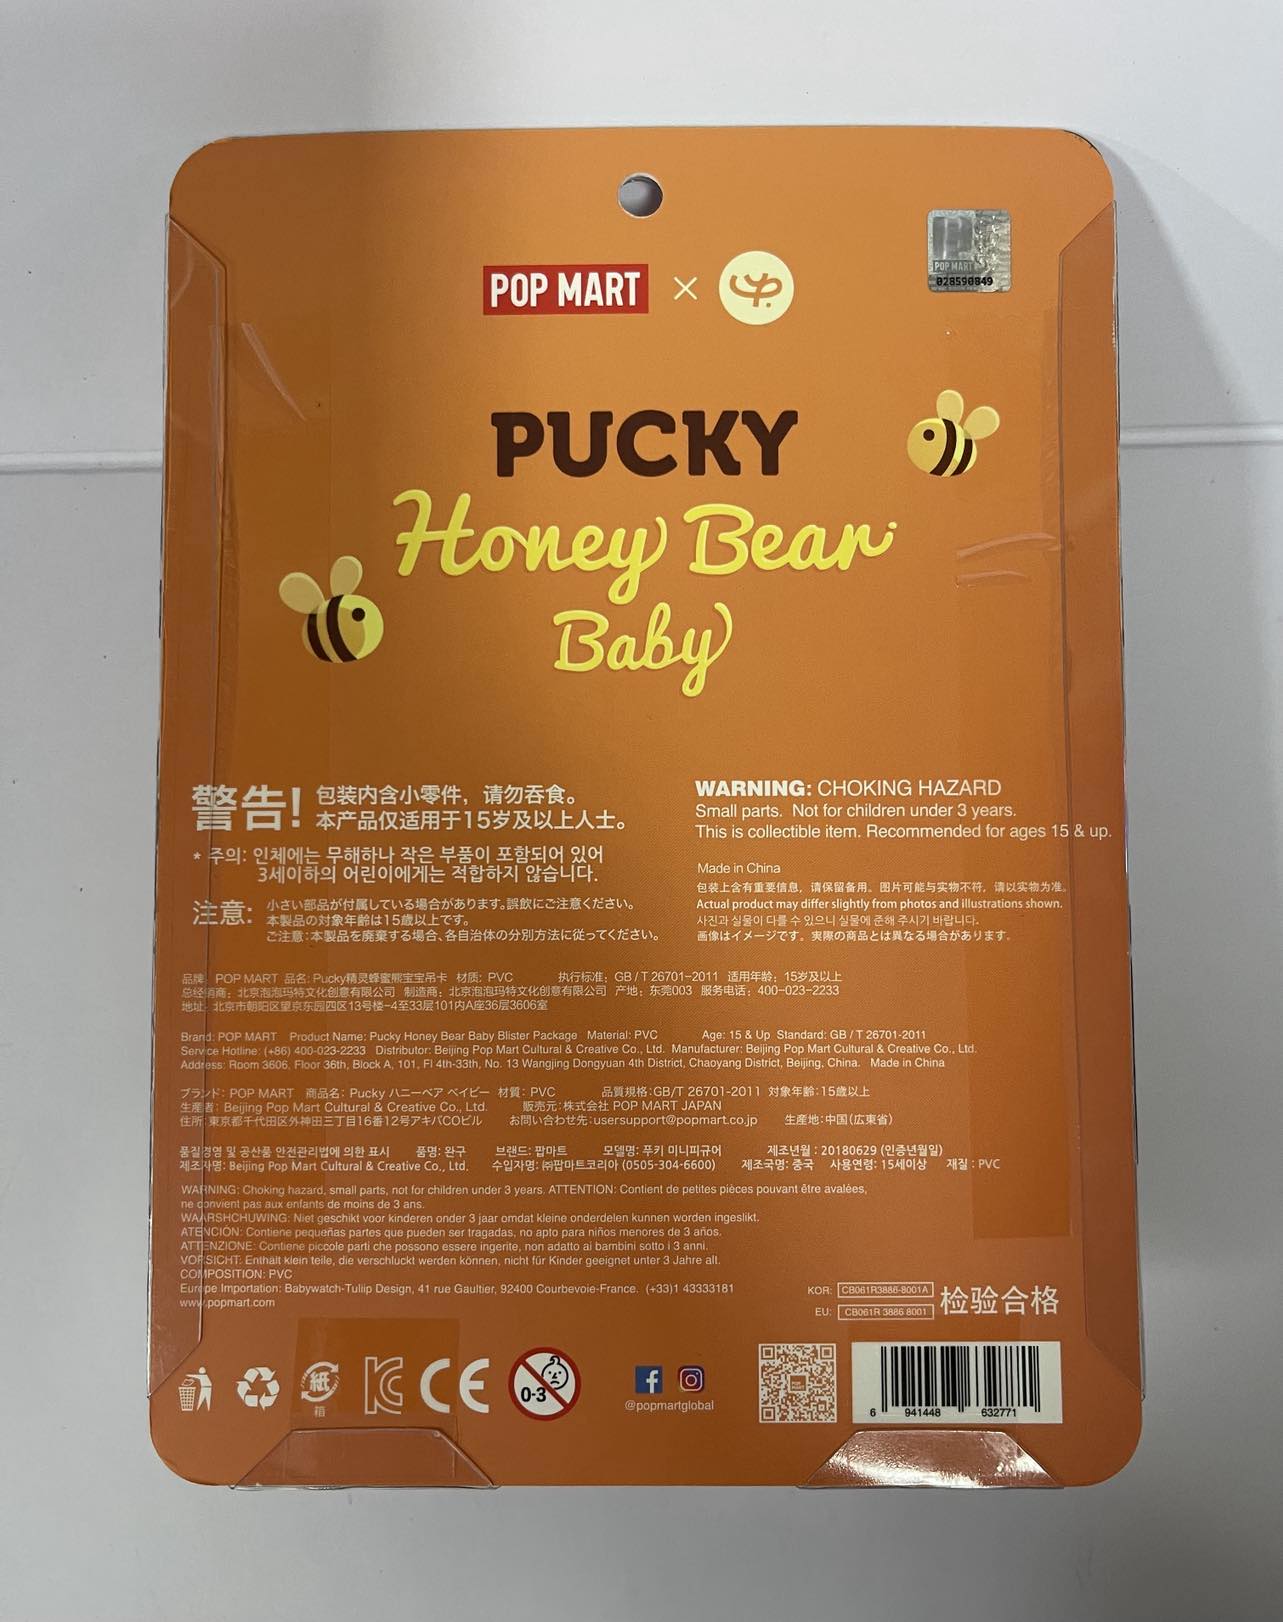 POP MART
028590849
POP MART ×
PUCKY
Honey Bear
Baby
警告! 包装内含小零件，请勿吞食。
本产品仅适用于15岁及以上人士。
* 주의: 인체에는 무해하나 작은 부품이 포함되어 있어
3세이하의 어린이에게는 적합하지 않습니다.
注意: 小さい部品が付属している場合があります。誤飲にご注意ください。
本製品の対象年齢は15歳以上です。
ご注意:本製品を廃棄する場合、各自治体の分別方法に従ってください。
WARNING: CHOKING HAZARD
Small parts. Not for children under 3 years.
This is collectible item. Recommended for ages 15 & up.
Made in China
包装上含有重要信息，请保留备用。图片可能与实物不符，请以实物为准。
Actual product may differ slightly from photos and illustrations shown.
사진과 실물이 다를 수 있으니 실물에 준해 주시기 바랍니다.
画像はイメージです。実際の商品とは異なる場合があります。
品牌: POP MART 品名: Pucky精灵蜂蜜熊宝宝吊卡 材质: PVC 执行标准: GB / T 26701-2011 适用年龄: 15岁及以上
总经销商: 北京泡泡玛特文化创意有限公司 制造商: 北京泡泡玛特文化创意有限公司 产地: 东莞003 服务电话: 400-023-2233
地址: 北京市朝阳区望京东园四区13号楼-4至33层101内A座36层3606室
Brand: POP MART Product Name: Pucky Honey Bear Baby Blister Package Material: PVC Age: 15 & Up Standard: GB / T 26701-2011
Service Hotline: (+86) 400-023-2233 Distributor: Beijing Pop Mart Cultural & Creative Co., Ltd. Manufacturer: Beijing Pop Mart Cultural & Creative Co., Ltd.
Address: Room 3606, Floor 36th, Block A, 101, Fl 4th-33th, No. 13 Wangjing Dongyuan 4th District, Chaoyang District, Beijing, China. Made in China
ブランド: POP MART 商品名: Pucky ハニーベア ベイビー 材質: PVC 品質規格:GB/T 26701-2011 対象年齢:15歳以上
生産者: Beijing Pop Mart Cultural & Creative Co., Ltd. 販売元:株式会社 POP MART JAPAN
住所:東京都千代田区外神田三丁目16番12号アキバCOビル お問い合わせ先:usersupport@popmart.co.jp 生産地:中国(広東省)
품질경영 및 공산품 안전관리법에 의한 표시 품명: 완구 브랜드: 팝마트 모델명: 푸키 미니피규어 제조년월 : 20180629 (인증년월일)
제조자명: Beijing Pop Mart Cultural & Creative Co., Ltd. 수입자명: ㈜팝마트코리아 (0505-304-6600) 제조국명: 중국 사용연령: 15세이상 재질 : PVC
WARNING: Choking hazard, small parts, not for children under 3 years. ATTENTION: Contient de petites pièces pouvant être avalées,
ne convient pas aux enfants de moins de 3 ans.
WAARSHCHUWING: Niet geschikt voor kinderen onder 3 jaar omdat kleine onderdelen kunnen worden ingeslikt.
ATENCIÓN: Contiene pequeñas partes que pueden ser tragadas, no apto para niños menores de 3 años.
ATTENZIONE: Contiene piccole parti che possono essere ingerite, non adatto ai bambini sotto i 3 anni.
VORSICHT: Enthält klein teile, die verschluckt werden können, nicht für Kinder geeignet unter 3 Jahre all.
COMPOSITION: PVC
Europe Importation: Babywatch-Tuliip Design, 41 rue Gaultier, 92400 Courbevoie-France. (+33)1 43333181
www.popmart.com
KOR: CB061R3886-8001A
EU: CB061R 3886 8001
检验合格
紙
箱
KC CE
0-3
@popmartglobal
6 941448 632771